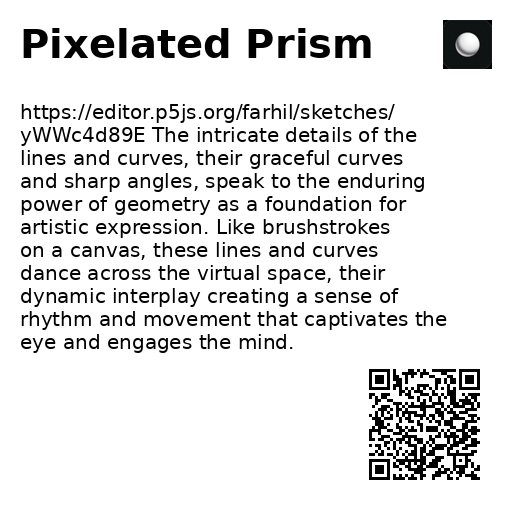 Pixelated Prism
https://editor.p5js.org/farhil/sketches/
yWWc4d89E The intricate details of the
lines and curves, their graceful curves
and sharp angles, speak to the enduring
power of geometry as a foundation for
artistic expression. Like brushstrokes
on a canvas, these lines and curves
dance across the virtual space, their
dynamic interplay creating a sense of
rhythm and movement that captivates the
eye and engages the mind.